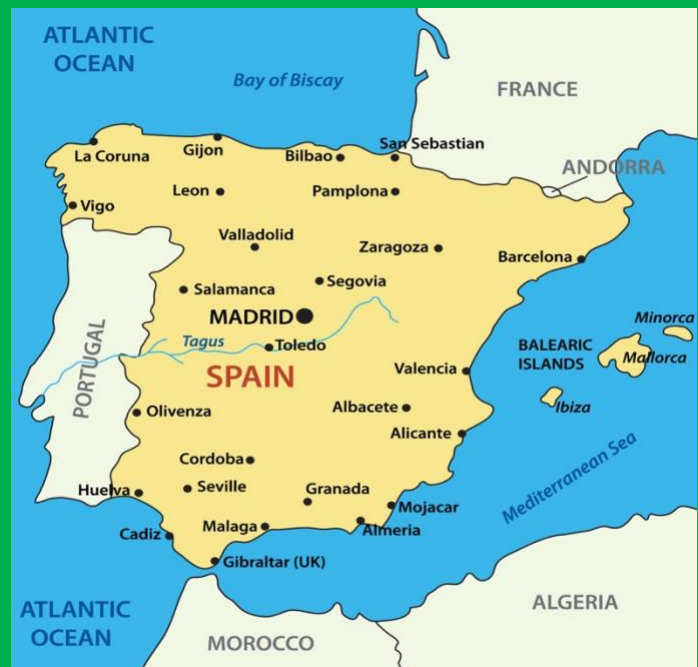 ATLANTIC
OCEAN
Bay of Biscay
FRANCE
La Coruna
Gijon
Bilbao
San Sebastian
ANDORRA
Leon
Pamplona
Vigo
Valladolid
Zaragoza
Barcelona
Salamanca
Segovia
MADRID
Minorca
Tagus
Toledo
BALEARIC
ISLANDS
Mallorca
PORTUGAL
SPAIN
Valencia
Ibiza
Olivenza
Albacete
Alicante
Cordoba
Mediterranean Sea
Huelva
Seville
Granada
Mojacar
Cadiz
Malaga
Almeria
Gibraltar (UK)
ATLANTIC
OCEAN
ALGERIA
MOROCCO